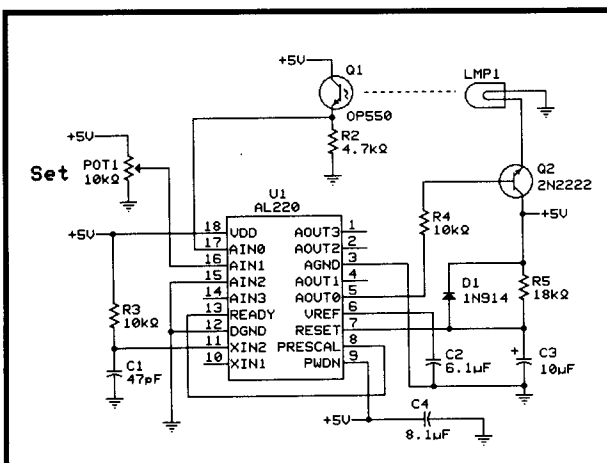 +5V
Q1
OP550
LMP1
R2
4.7kΩ
+5V
Set
POT1
10kΩ
Q2
2N2222
+5V
U1
AL220
R4
10kΩ
+5V
18 VDD
17 AIN0
16 AIN1
15 AIN2
14 AIN3
13 READY
12 DGND
11 XIN2
10 XIN1
AOUT3 1
AOUT2 2
AGND 3
AOUT1 4
AOUT0 5
VREF 6
RESET 7
PRESCAL 8
PWDN 9
R3
10kΩ
C1
47pF
D1
1N914
R5
18kΩ
C2
6.1µF
+
C3
10µF
+5V
C4
8.1µF